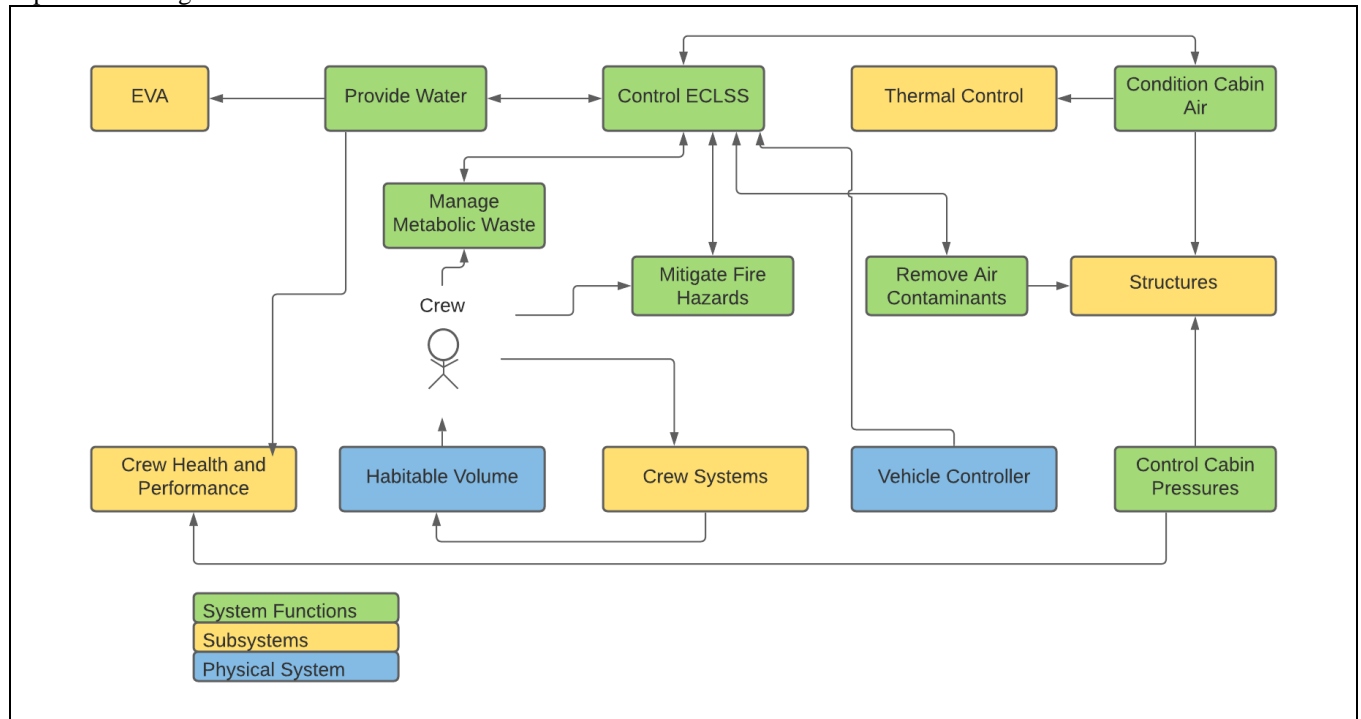 EVA
Provide Water
Control ECLSS
Thermal Control
Condition Cabin
Air
Manage
Metabolic Waste
Mitigate Fire
Hazards
Remove Air
Contaminants
Structures
Crew
Crew Health and
Performance
Habitable Volume
Crew Systems
Vehicle Controller
Control Cabin
Pressures
System Functions
Subsystems
Physical System